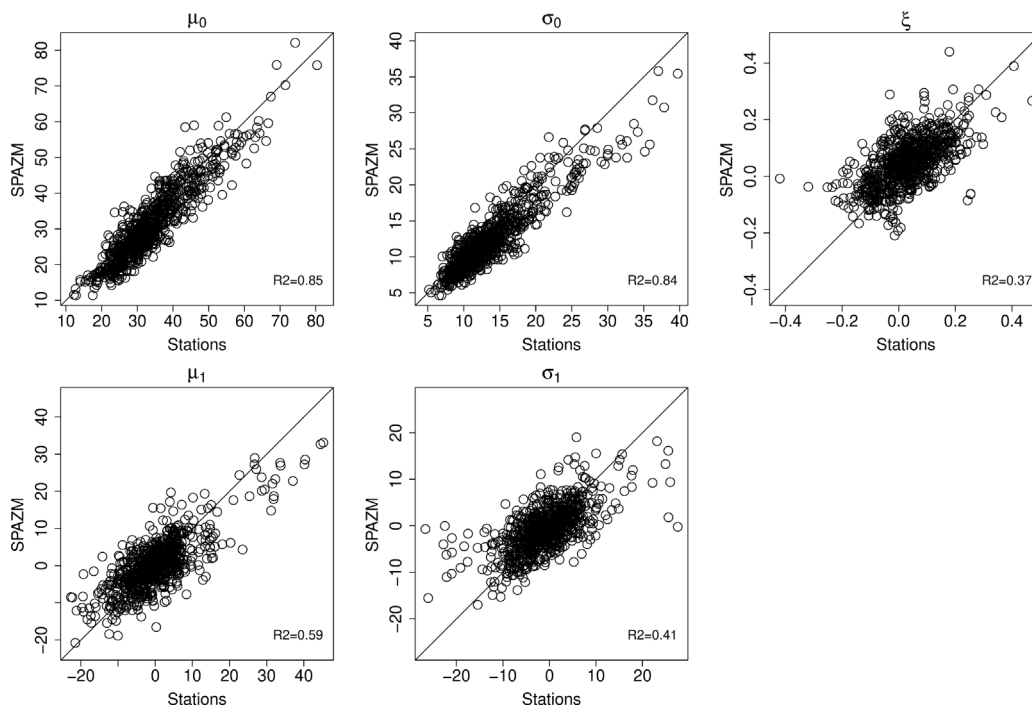 μ0
SPAZM
80
70
60
50
40
30
20
10
R2=0.85
10 20 30 40 50 60 70 80
Stations
σ0
SPAZM
40
35
30
25
20
15
10
5
R2=0.84
5 10 15 20 25 30 35 40
Stations
ξ
SPAZM
0.4
0.2
0.0
−0.2
−0.4
R2=0.37
−0.4 −0.2 0.0 0.2 0.4
Stations
μ1
SPAZM
40
30
20
10
0
−20
R2=0.59
−20 0 10 20 30 40
Stations
σ1
SPAZM
20
10
0
−10
−20
R2=0.41
−20 −10 0 10 20
Stations